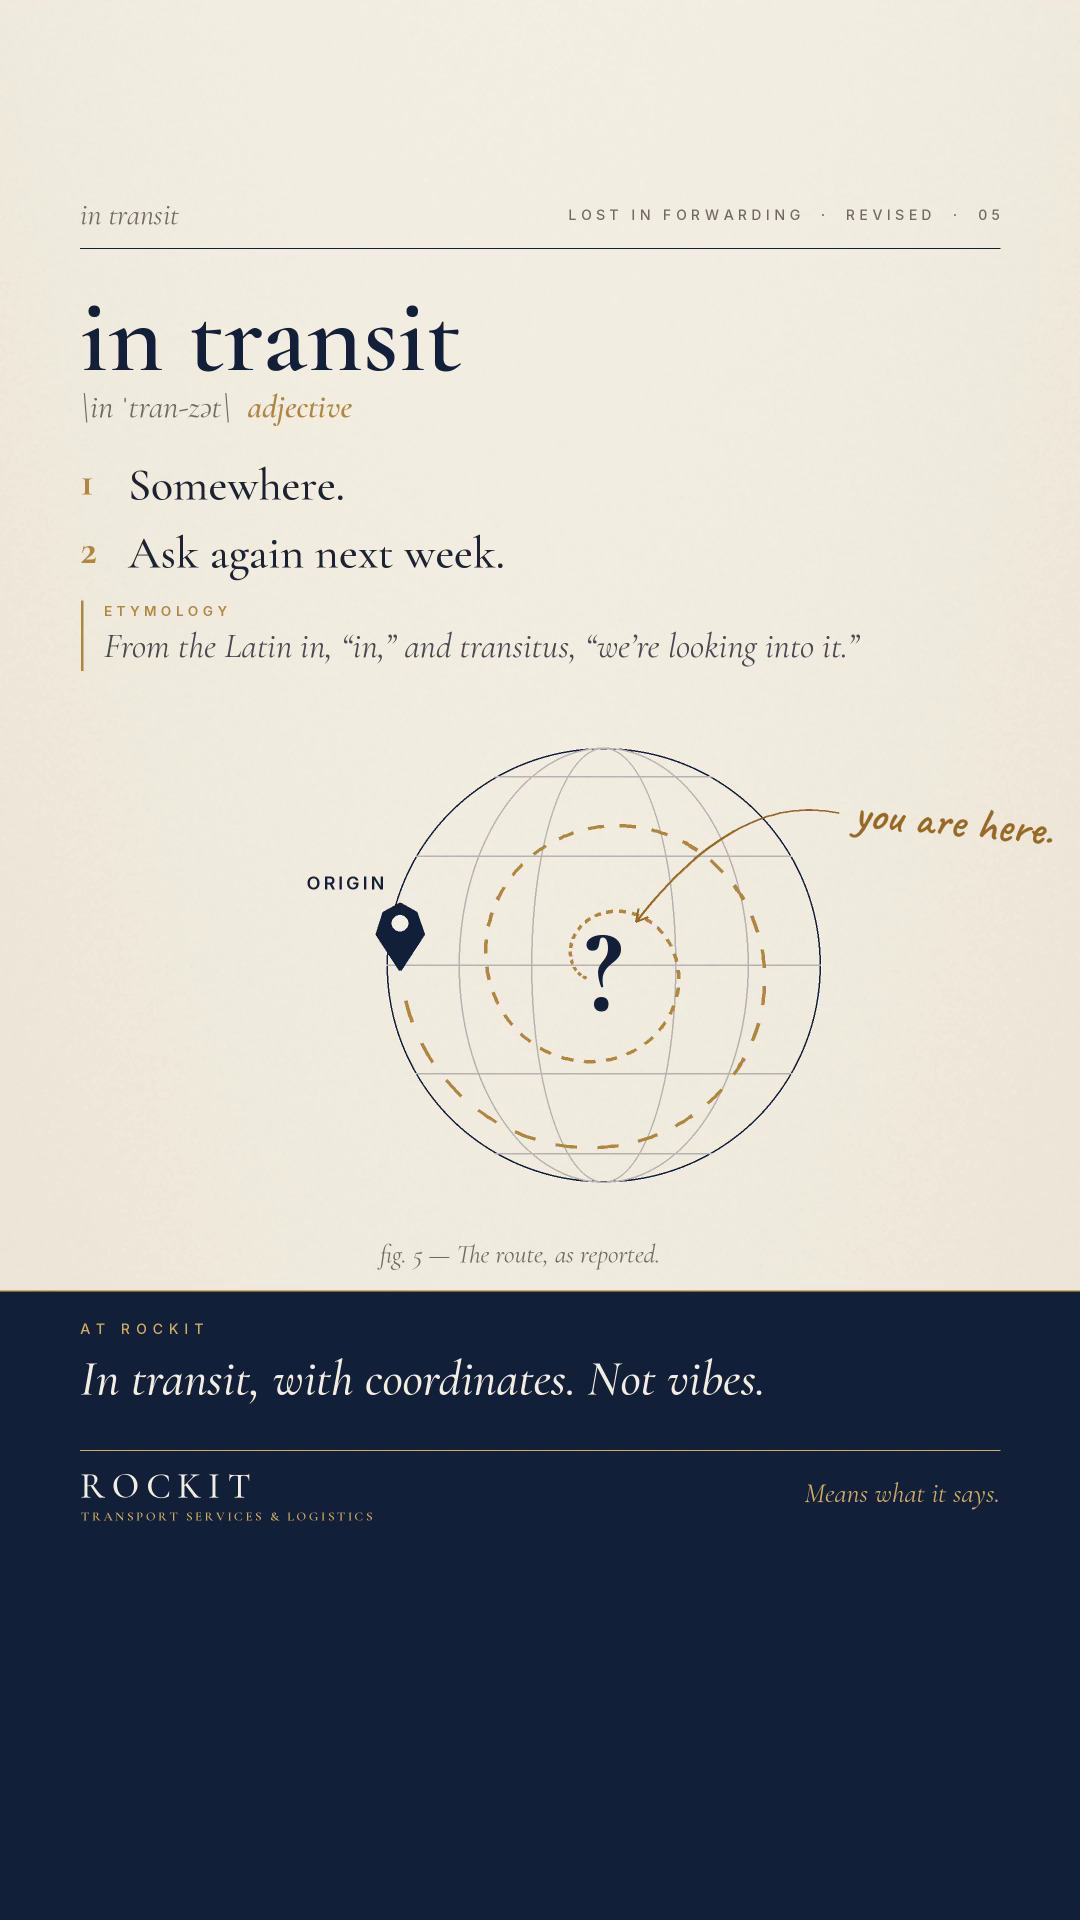 in transit
LOST IN FORWARDING · REVISED · 05
in transit
\in ˈtran-zət\ adjective
1 Somewhere.
2 Ask again next week.
ETYMOLOGY
From the Latin in, “in,” and transitus, “we’re looking into it.”
you are here.
ORIGIN
?
fig. 5 — The route, as reported.
AT ROCKIT
In transit, with coordinates. Not vibes.
ROCKIT
TRANSPORT SERVICES & LOGISTICS
Means what it says.